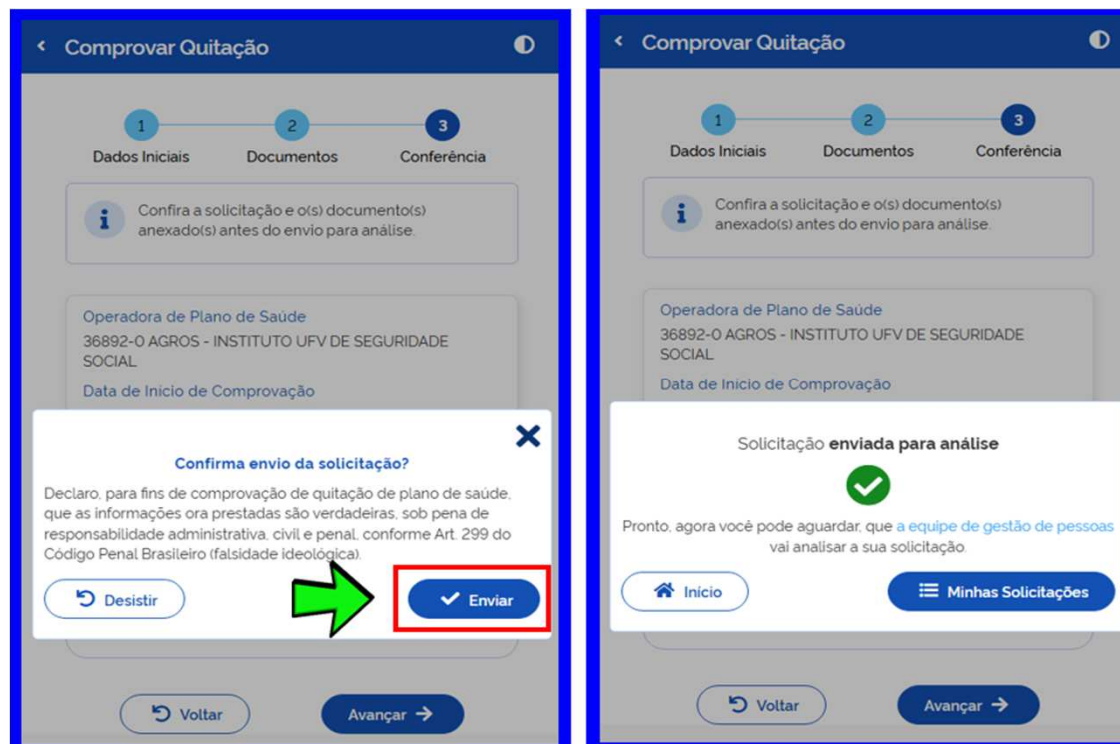 Comprovar Quitação
1
2
3
Dados Iniciais
Documentos
Conferência
Confira a solicitação e o(s) documento(s)
anexado(s) antes do envio para análise.
Operadora de Plano de Saúde
36892-0 AGROS - INSTITUTO UFV DE SEGURIDADE
SOCIAL
Data de Início de Comprovação
Confirma envio da solicitação?
Declaro, para fins de comprovação de quitação de plano de saúde,
que as informações ora prestadas são verdadeiras, sob pena de
responsabilidade administrativa, civil e penal, conforme Art. 299 do
Código Penal Brasileiro (falsidade ideológica).
Desistir
Enviar
Voltar
Avançar
Comprovar Quitação
1
2
3
Dados Iniciais
Documentos
Conferência
Confira a solicitação e o(s) documento(s)
anexado(s) antes do envio para análise.
Operadora de Plano de Saúde
36892-0 AGROS - INSTITUTO UFV DE SEGURIDADE
SOCIAL
Data de Início de Comprovação
Solicitação enviada para análise
Pronto, agora você pode aguardar, que a equipe de gestão de pessoas
vai analisar a sua solicitação.
Início
Minhas Solicitações
Voltar
Avançar